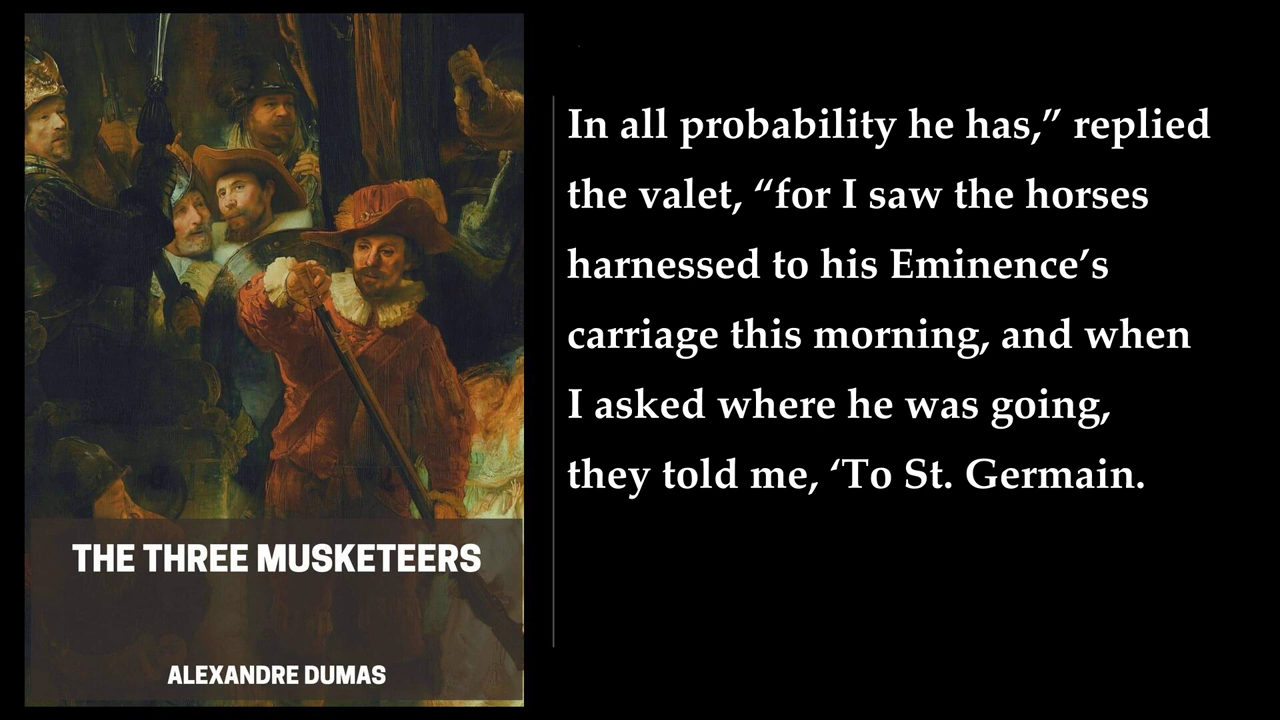 THE THREE MUSKETEERS
ALEXANDRE DUMAS
In all probability he has,” replied
the valet, “for I saw the horses
harnessed to his Eminence’s
carriage this morning, and when
I asked where he was going,
they told me, ‘To St. Germain.